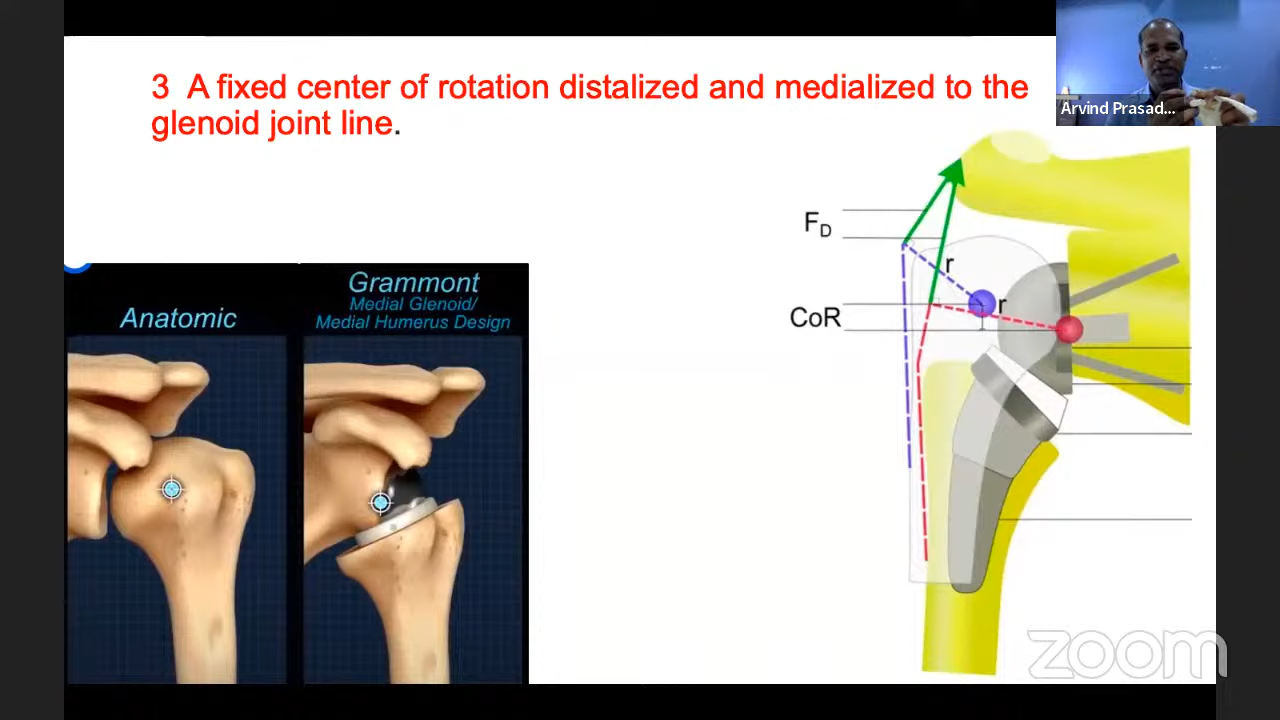 3 A fixed center of rotation distalized and medialized to the
glenoid joint line.
Arvind Prasad...
Anatomic
Grammont
Medial Glenoid/
Medial Humerus Design
FD
r
CoR
r
zoom